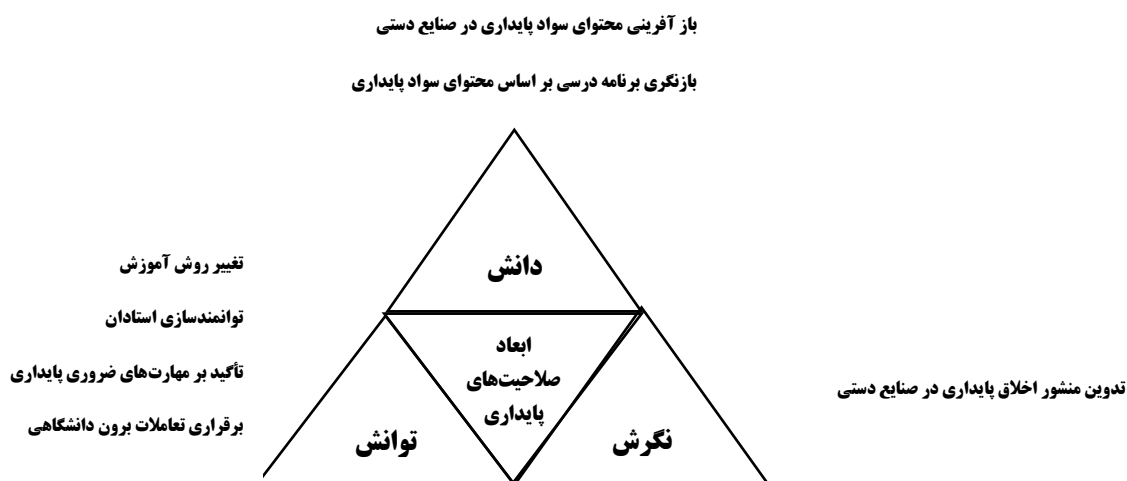 باز آفرینی محتوای سواد پایداری در صنایع دستی
بازنگری برنامه درسی بر اساس محتوای سواد پایداری
دانش
ابعاد
صلاحیت‌های
پایداری
نگرش
توانش
تدوین منشور اخلاق پایداری در صنایع دستی
تغییر روش آموزش
توانمندسازی استادان
تأکید بر مهارت‌های ضروری پایداری
برقراری تعاملات برون دانشگاهی